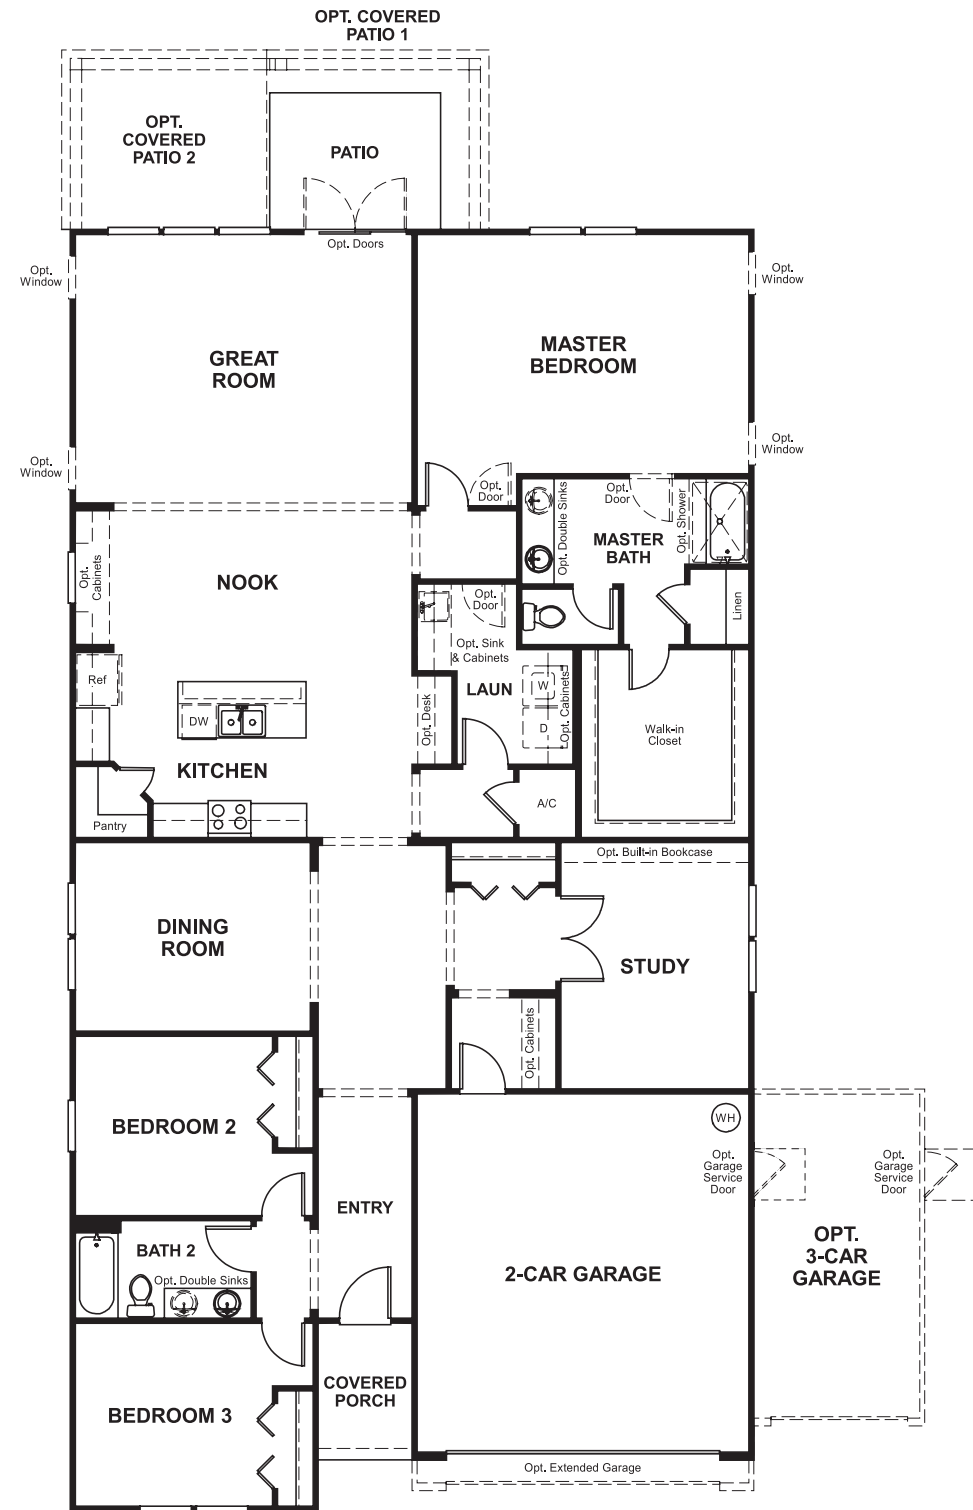 OPT. COVERED
PATIO 1
OPT.
COVERED
PATIO 2
PATIO
Opt. Doors
Opt.
Window
Opt.
Window
GREAT
ROOM
MASTER
BEDROOM
Opt.
Window
Opt.
Window
Opt.
Door
Opt. Double Sinks
Opt.
Door
Opt. Shower
MASTER
BATH
Opt.
Cabinets
NOOK
Opt.
Door
Linen
Opt. Sink
& Cabinets
Ref
LAUN
W
D
Opt. Cabinets
Opt. Desk
DW
Walk-in
Closet
KITCHEN
A/C
Pantry
Opt. Built-in Bookcase
DINING
ROOM
STUDY
Opt. Cabinets
BEDROOM 2
WH
Opt.
Garage
Service
Door
Opt.
Garage
Service
Door
ENTRY
BATH 2
Opt. Double Sinks
2-CAR GARAGE
OPT.
3-CAR
GARAGE
COVERED
PORCH
BEDROOM 3
Opt. Extended Garage